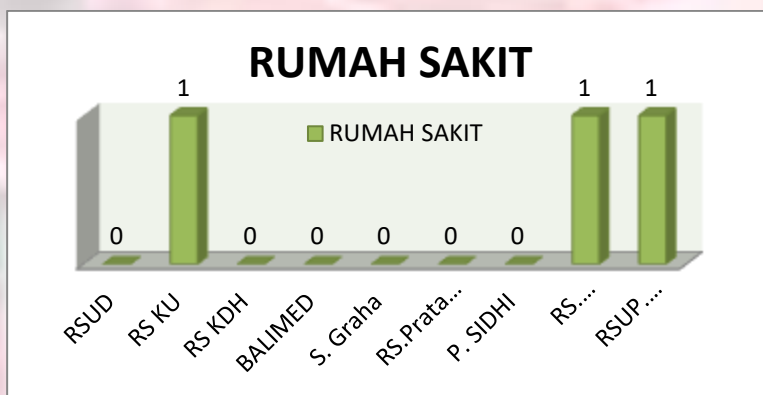 RUMAH SAKIT
1 1 1
RUMAH SAKIT
0 0 0 0 0 0
RSUD
RS KU
RS KDH
BALIMED
S. Graha
RS.Prata...
P. SIDHI
RS....
RSUP....